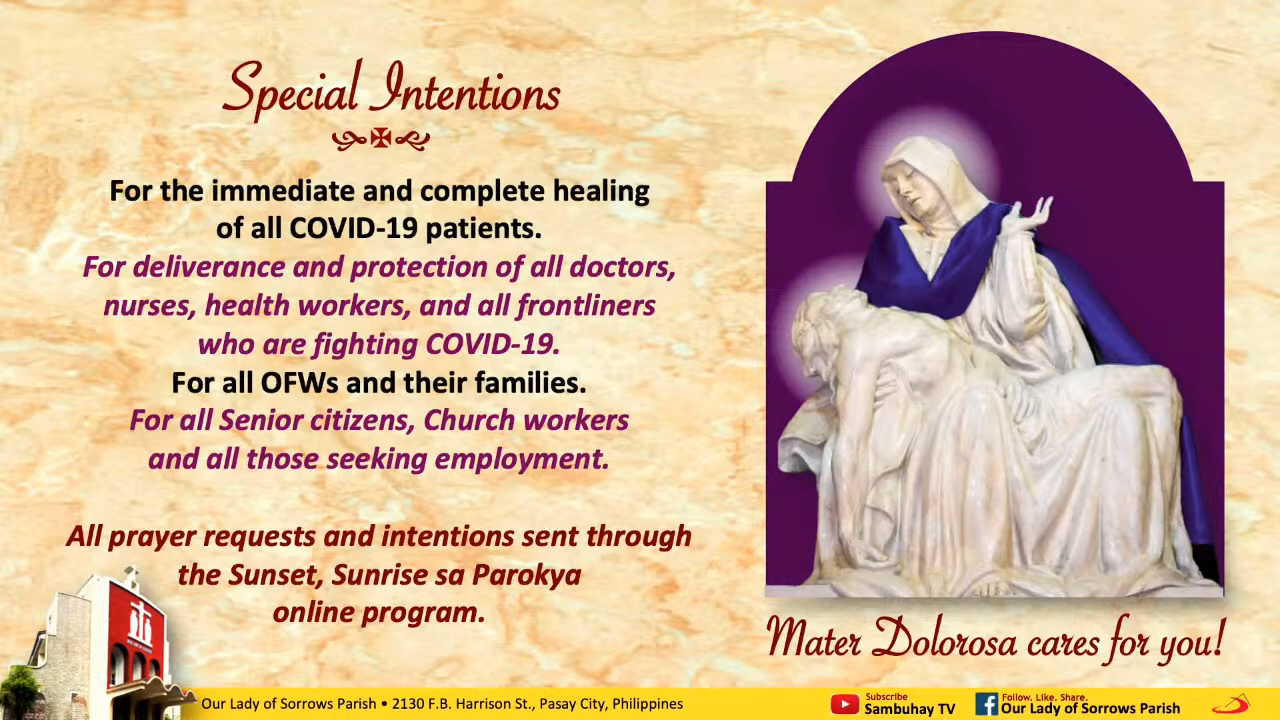 Special Intentions
For the immediate and complete healing
of all COVID-19 patients.
For deliverance and protection of all doctors,
nurses, health workers, and all frontliners
who are fighting COVID-19.
For all OFWs and their families.
For all Senior citizens, Church workers
and all those seeking employment.
All prayer requests and intentions sent through
the Sunset, Sunrise sa Parokya
online program.
Mater Dolorosa cares for you!
Our Lady of Sorrows Parish • 2130 F.B. Harrison St., Pasay City, Philippines
Subscribe
Sambuhay TV
Follow. Like. Share.
Our Lady of Sorrows Parish